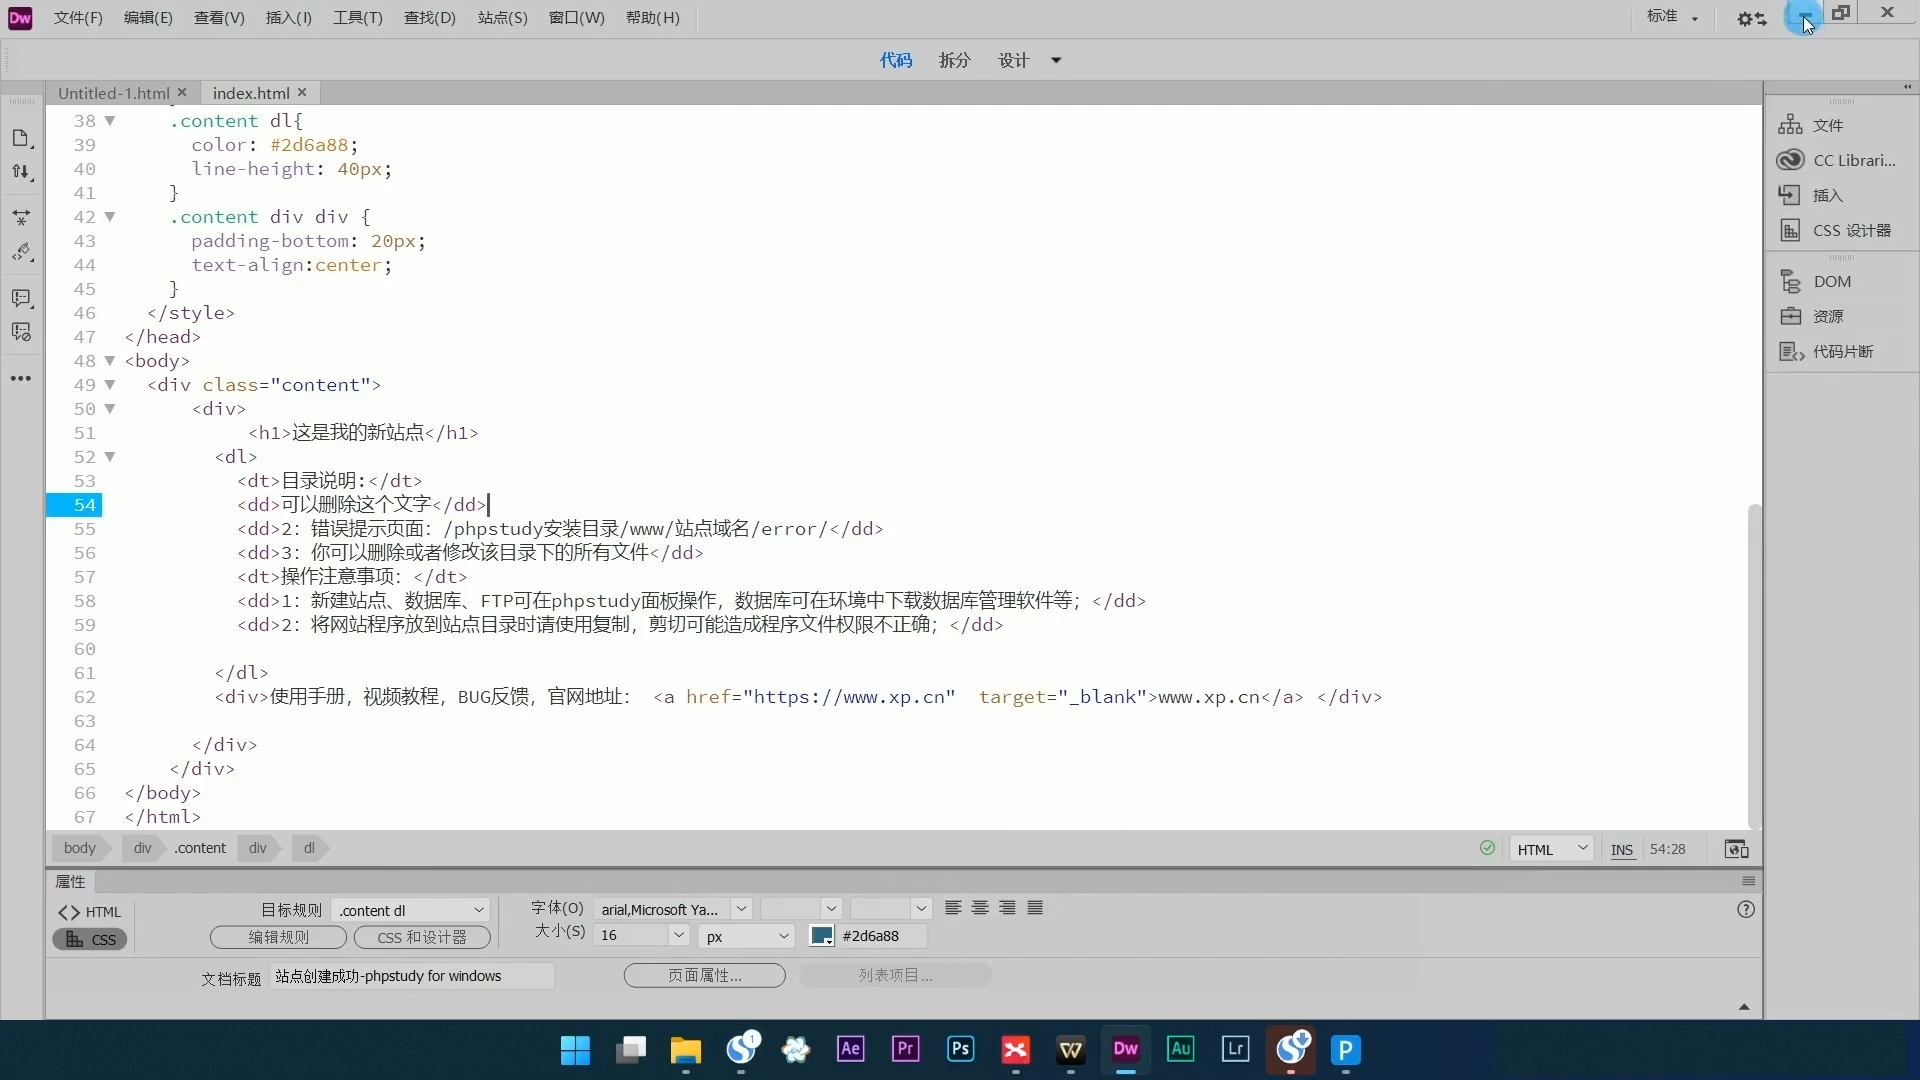 Dw 文件(F) 编辑(E) 查看(V) 插入(I) 工具(T) 查找(D) 站点(S) 窗口(W) 帮助(H) 标准
代码 拆分 设计
Untitled-1.html index.html
38 .content dl{
39 color: #2d6a88;
40 line-height: 40px;
41 }
42 .content div div {
43 padding-bottom: 20px;
44 text-align:center;
45 }
46 </style>
47 </head>
48 <body>
49 <div class="content">
50 <div>
51 <h1>这是我的新站点</h1>
52 <dl>
53 <dt>目录说明:</dt>
54 <dd>可以删除这个文字</dd>
55 <dd>2：错误提示页面：/phpstudy安装目录/www/站点域名/error/</dd>
56 <dd>3：你可以删除或者修改该目录下的所有文件</dd>
57 <dt>操作注意事项：</dt>
58 <dd>1：新建站点、数据库、FTP可在phpstudy面板操作，数据库可在环境中下载数据库管理软件等；</dd>
59 <dd>2：将网站程序放到站点目录时请使用复制，剪切可能造成程序文件权限不正确；</dd>
60
61 </dl>
62 <div>使用手册，视频教程，BUG反馈，官网地址： <a href="https://www.xp.cn" target="_blank">www.xp.cn</a> </div>
63
64 </div>
65 </div>
66 </body>
67 </html>
文件
CC Librari...
插入
CSS 设计器
DOM
资源
代码片断
body div .content div dl HTML INS 54:28
属性
HTML 目标规则 .content dl 字体(O) arial,Microsoft Ya...
CSS 编辑规则 CSS 和设计器 大小(S) 16 px #2d6a88
文档标题 站点创建成功-phpstudy for windows 页面属性... 列表项目...
1 Ae Pr Ps W Dw Au Lr P